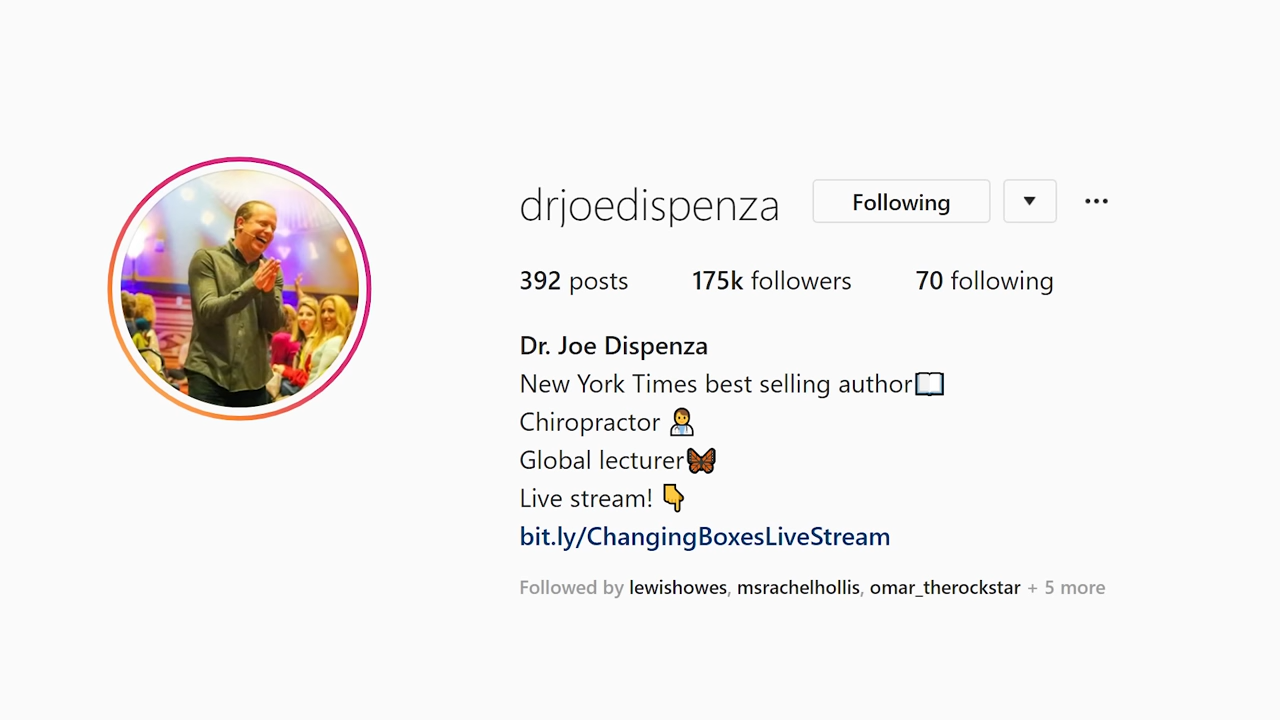 drjoedispenza Following
392 posts 175k followers 70 following
Dr. Joe Dispenza
New York Times best selling author📖
Chiropractor 👨‍⚕️
Global lecturer🦋
Live stream! 👇
bit.ly/ChangingBoxesLiveStream
Followed by lewishowes, msrachelhollis, omar_therockstar + 5 more